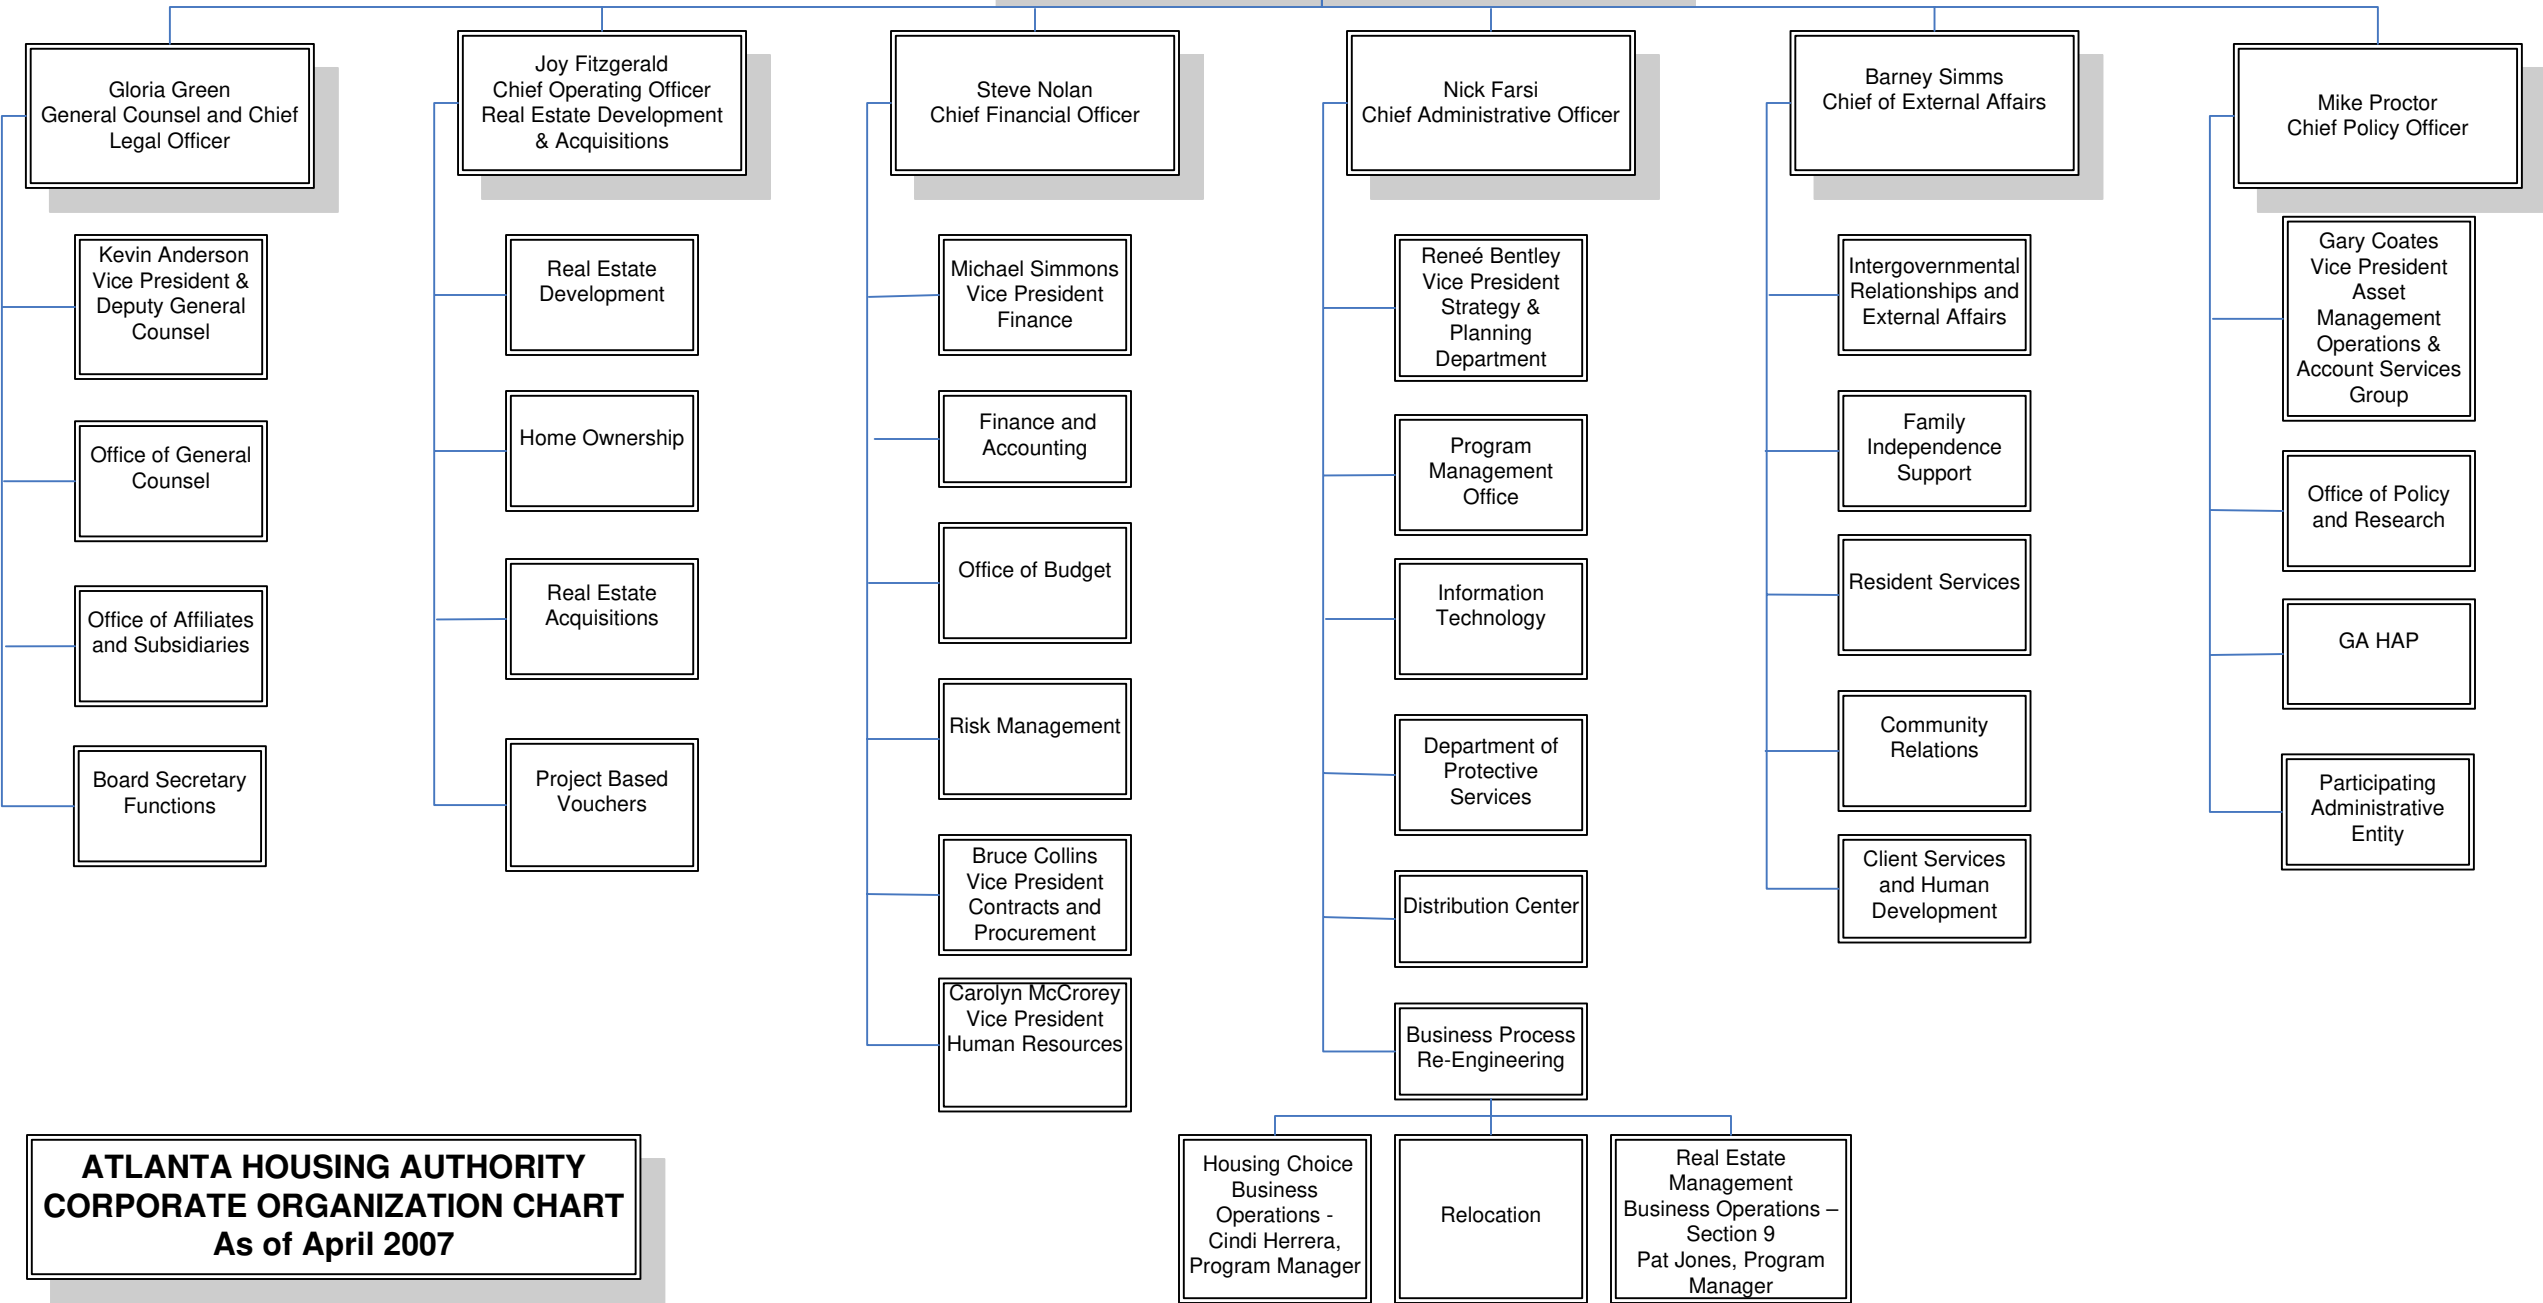 Gloria Green
General Counsel and Chief
Legal Officer
Joy Fitzgerald
Chief Operating Officer
Real Estate Development
& Acquisitions
Steve Nolan
Chief Financial Officer
Nick Farsi
Chief Administrative Officer
Barney Simms
Chief of External Affairs
Mike Proctor
Chief Policy Officer
Kevin Anderson
Vice President &
Deputy General
Counsel
Office of General
Counsel
Office of Affiliates
and Subsidiaries
Board Secretary
Functions
Real Estate
Development
Home Ownership
Real Estate
Acquisitions
Project Based
Vouchers
Michael Simmons
Vice President
Finance
Finance and
Accounting
Office of Budget
Risk Management
Bruce Collins
Vice President
Contracts and
Procurement
Carolyn McCrorey
Vice President
Human Resources
Reneé Bentley
Vice President
Strategy &
Planning
Department
Program
Management
Office
Information
Technology
Department of
Protective
Services
Distribution Center
Business Process
Re-Engineering
Housing Choice
Business
Operations -
Cindi Herrera,
Program Manager
Relocation
Real Estate
Management
Business Operations –
Section 9
Pat Jones, Program
Manager
Intergovernmental
Relationships and
External Affairs
Family
Independence
Support
Resident Services
Community
Relations
Client Services
and Human
Development
Gary Coates
Vice President
Asset
Management
Operations &
Account Services
Group
Office of Policy
and Research
GA HAP
Participating
Administrative
Entity
ATLANTA HOUSING AUTHORITY
CORPORATE ORGANIZATION CHART
As of April 2007